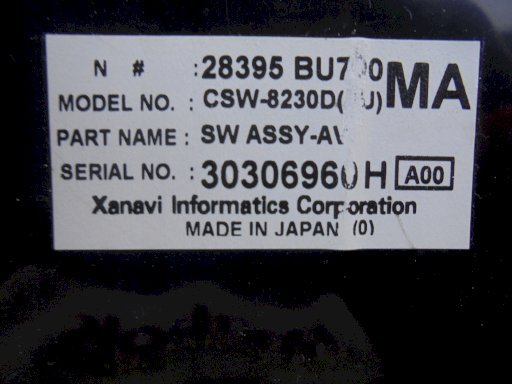 N # : 28395 BU700 MA
MODEL NO. : CSW-8230D( U)
PART NAME : SW ASSY-AV
SERIAL NO. : 30306960H A00
Xanavi Informatics Corporation
MADE IN JAPAN (0)